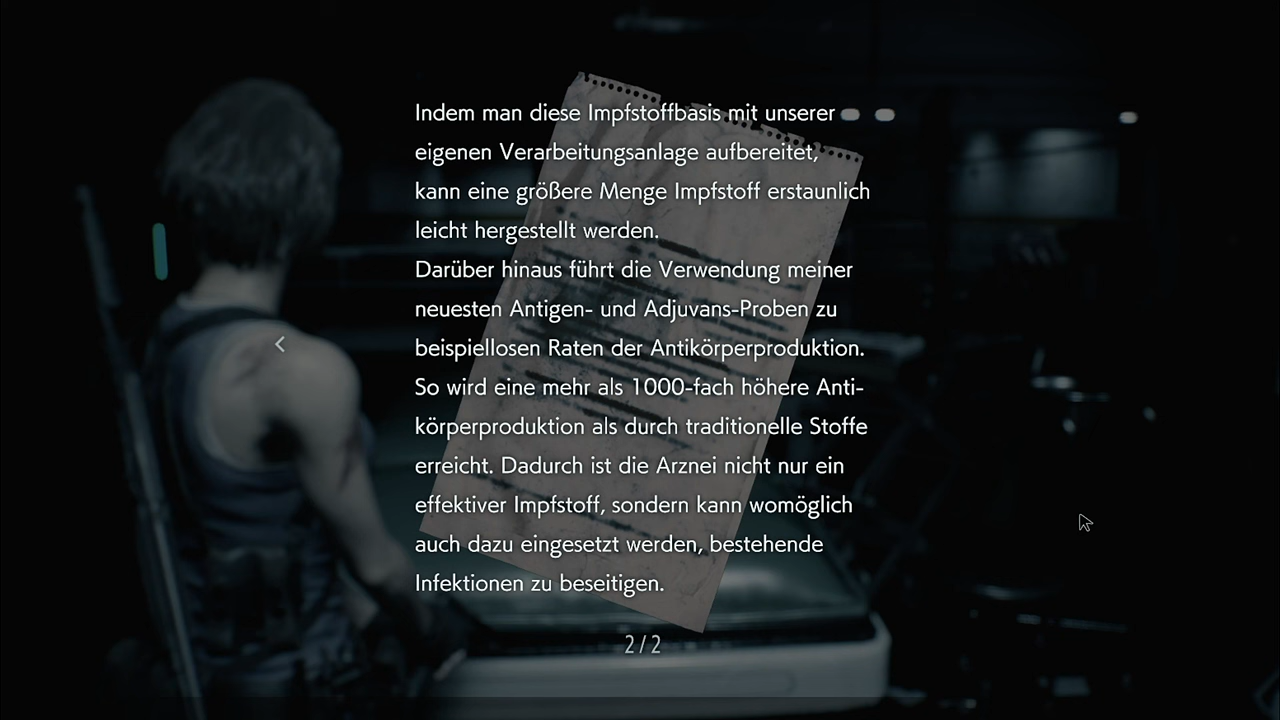 Indem man diese Impfstoffbasis mit unserer
eigenen Verarbeitungsanlage aufbereitet,
kann eine größere Menge Impfstoff erstaunlich
leicht hergestellt werden.
Darüber hinaus führt die Verwendung meiner
neuesten Antigen- und Adjuvans-Proben zu
beispiellosen Raten der Antikörperproduktion.
So wird eine mehr als 1000-fach höhere Anti-
körperproduktion als durch traditionelle Stoffe
erreicht. Dadurch ist die Arznei nicht nur ein
effektiver Impfstoff, sondern kann womöglich
auch dazu eingesetzt werden, bestehende
Infektionen zu beseitigen.
2/2